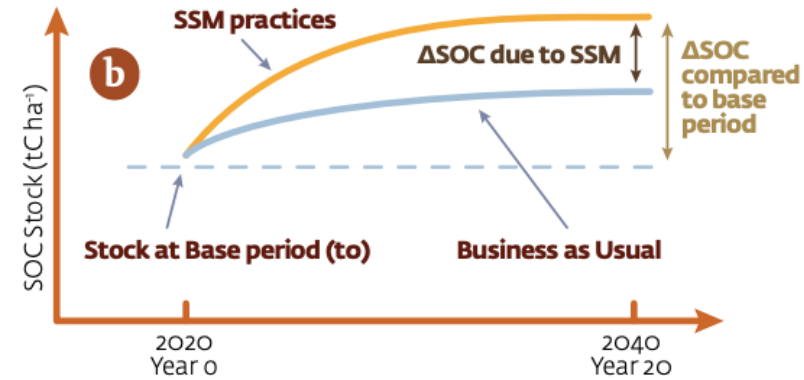 SSM practices
b
ΔSOC due to SSM
ΔSOC
compared
to base
period
SOC Stock (tC ha⁻¹)
Stock at Base period (to)
Business as Usual
2020
Year 0
2040
Year 20